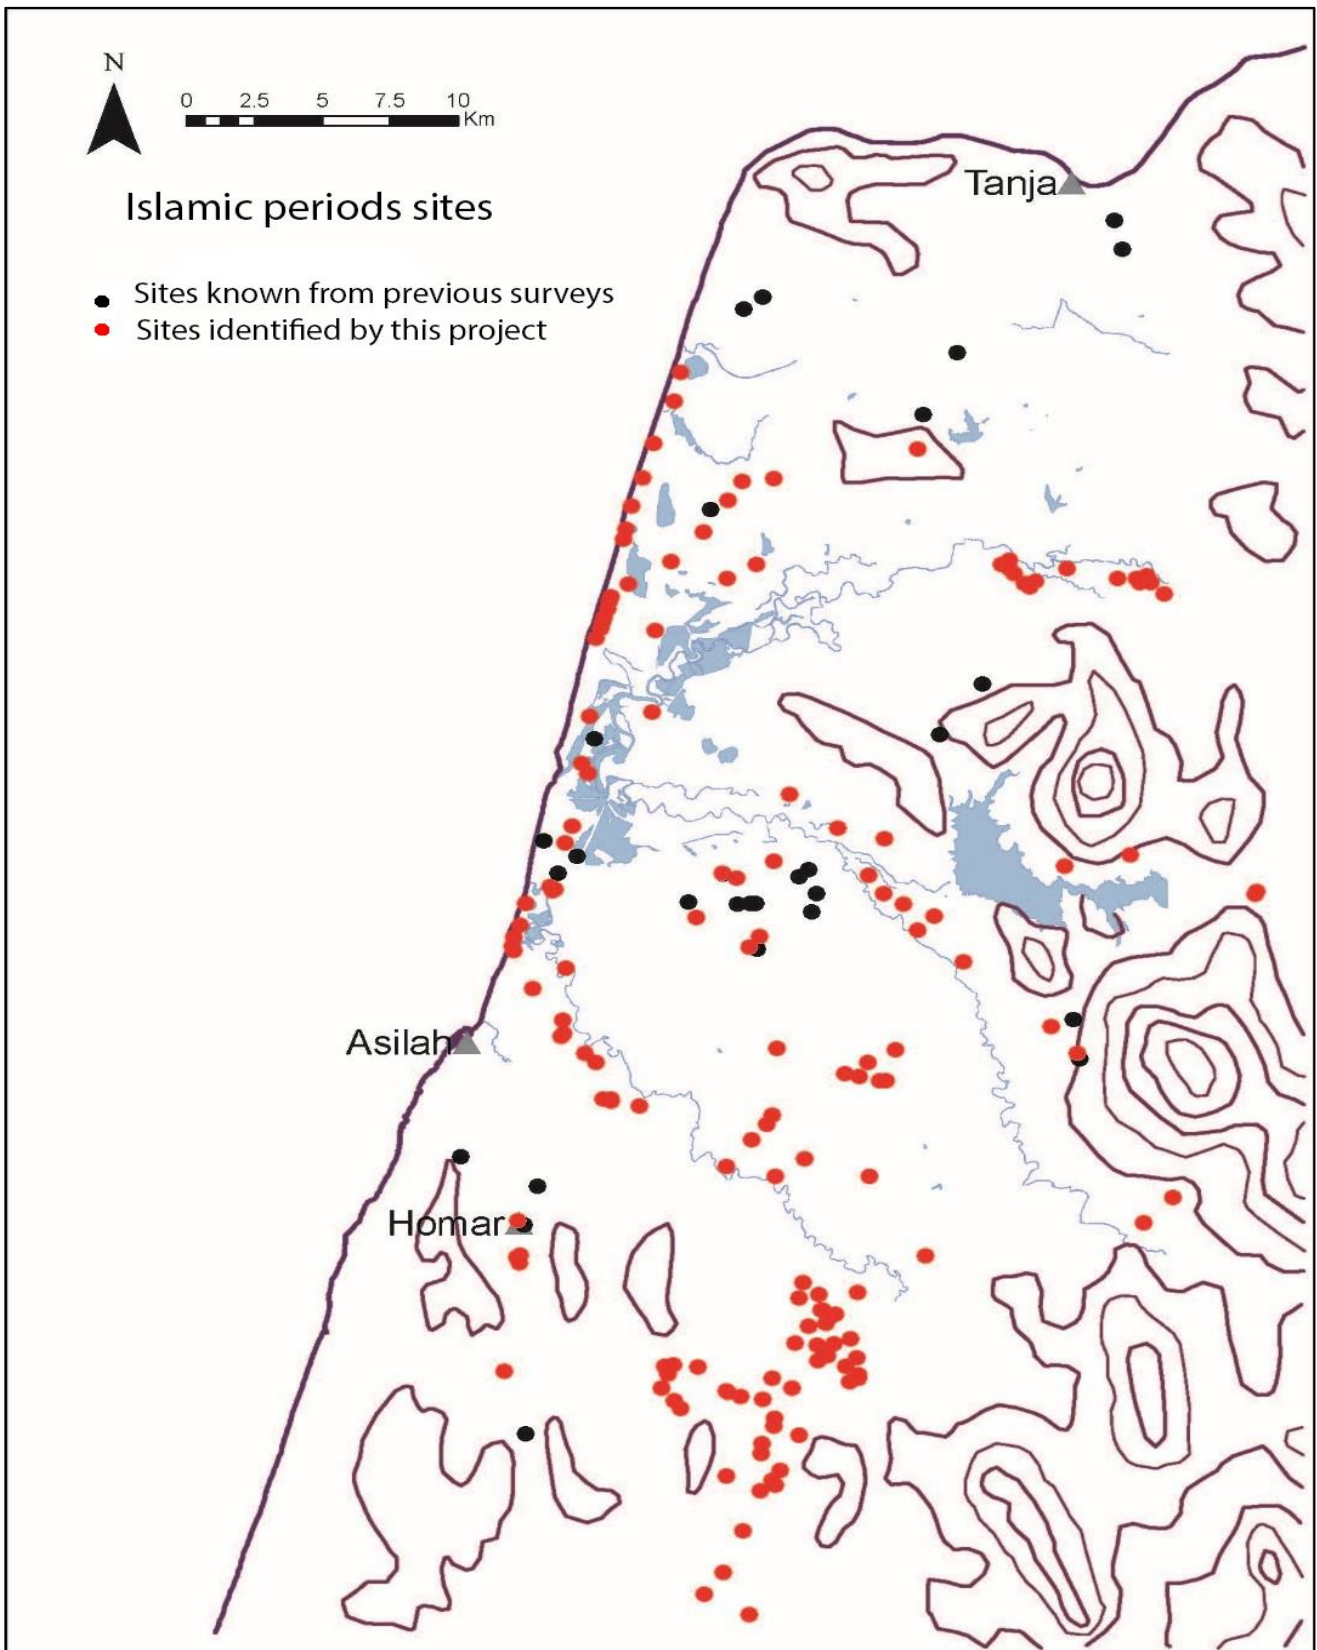 N
0 2.5 5 7.5 10
Km
Islamic periods sites
Sites known from previous surveys
Sites identified by this project
Tanja
Asilah
Homar